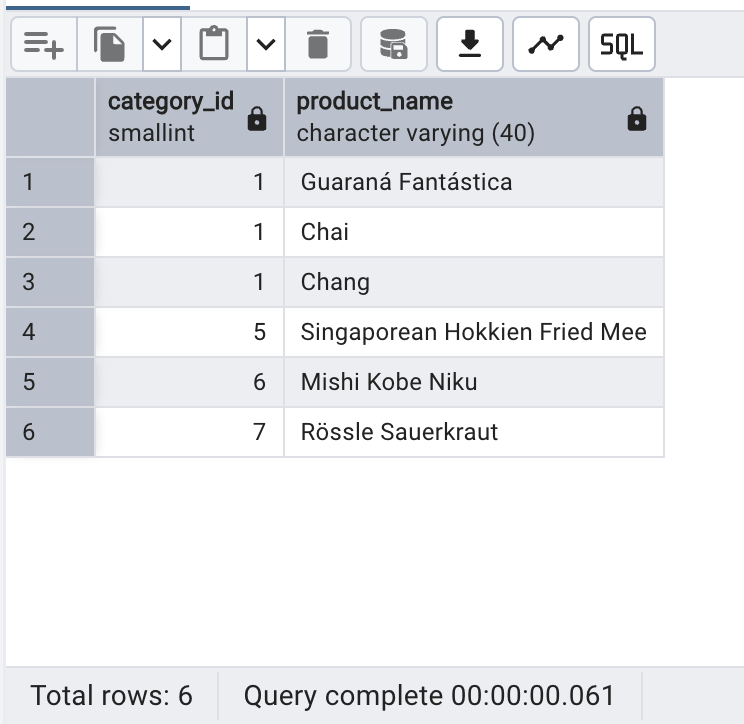 SQL
category_id product_name
smallint character varying (40)
1 1 Guaraná Fantástica
2 1 Chai
3 1 Chang
4 5 Singaporean Hokkien Fried Mee
5 6 Mishi Kobe Niku
6 7 Rössle Sauerkraut
Total rows: 6 Query complete 00:00:00.061